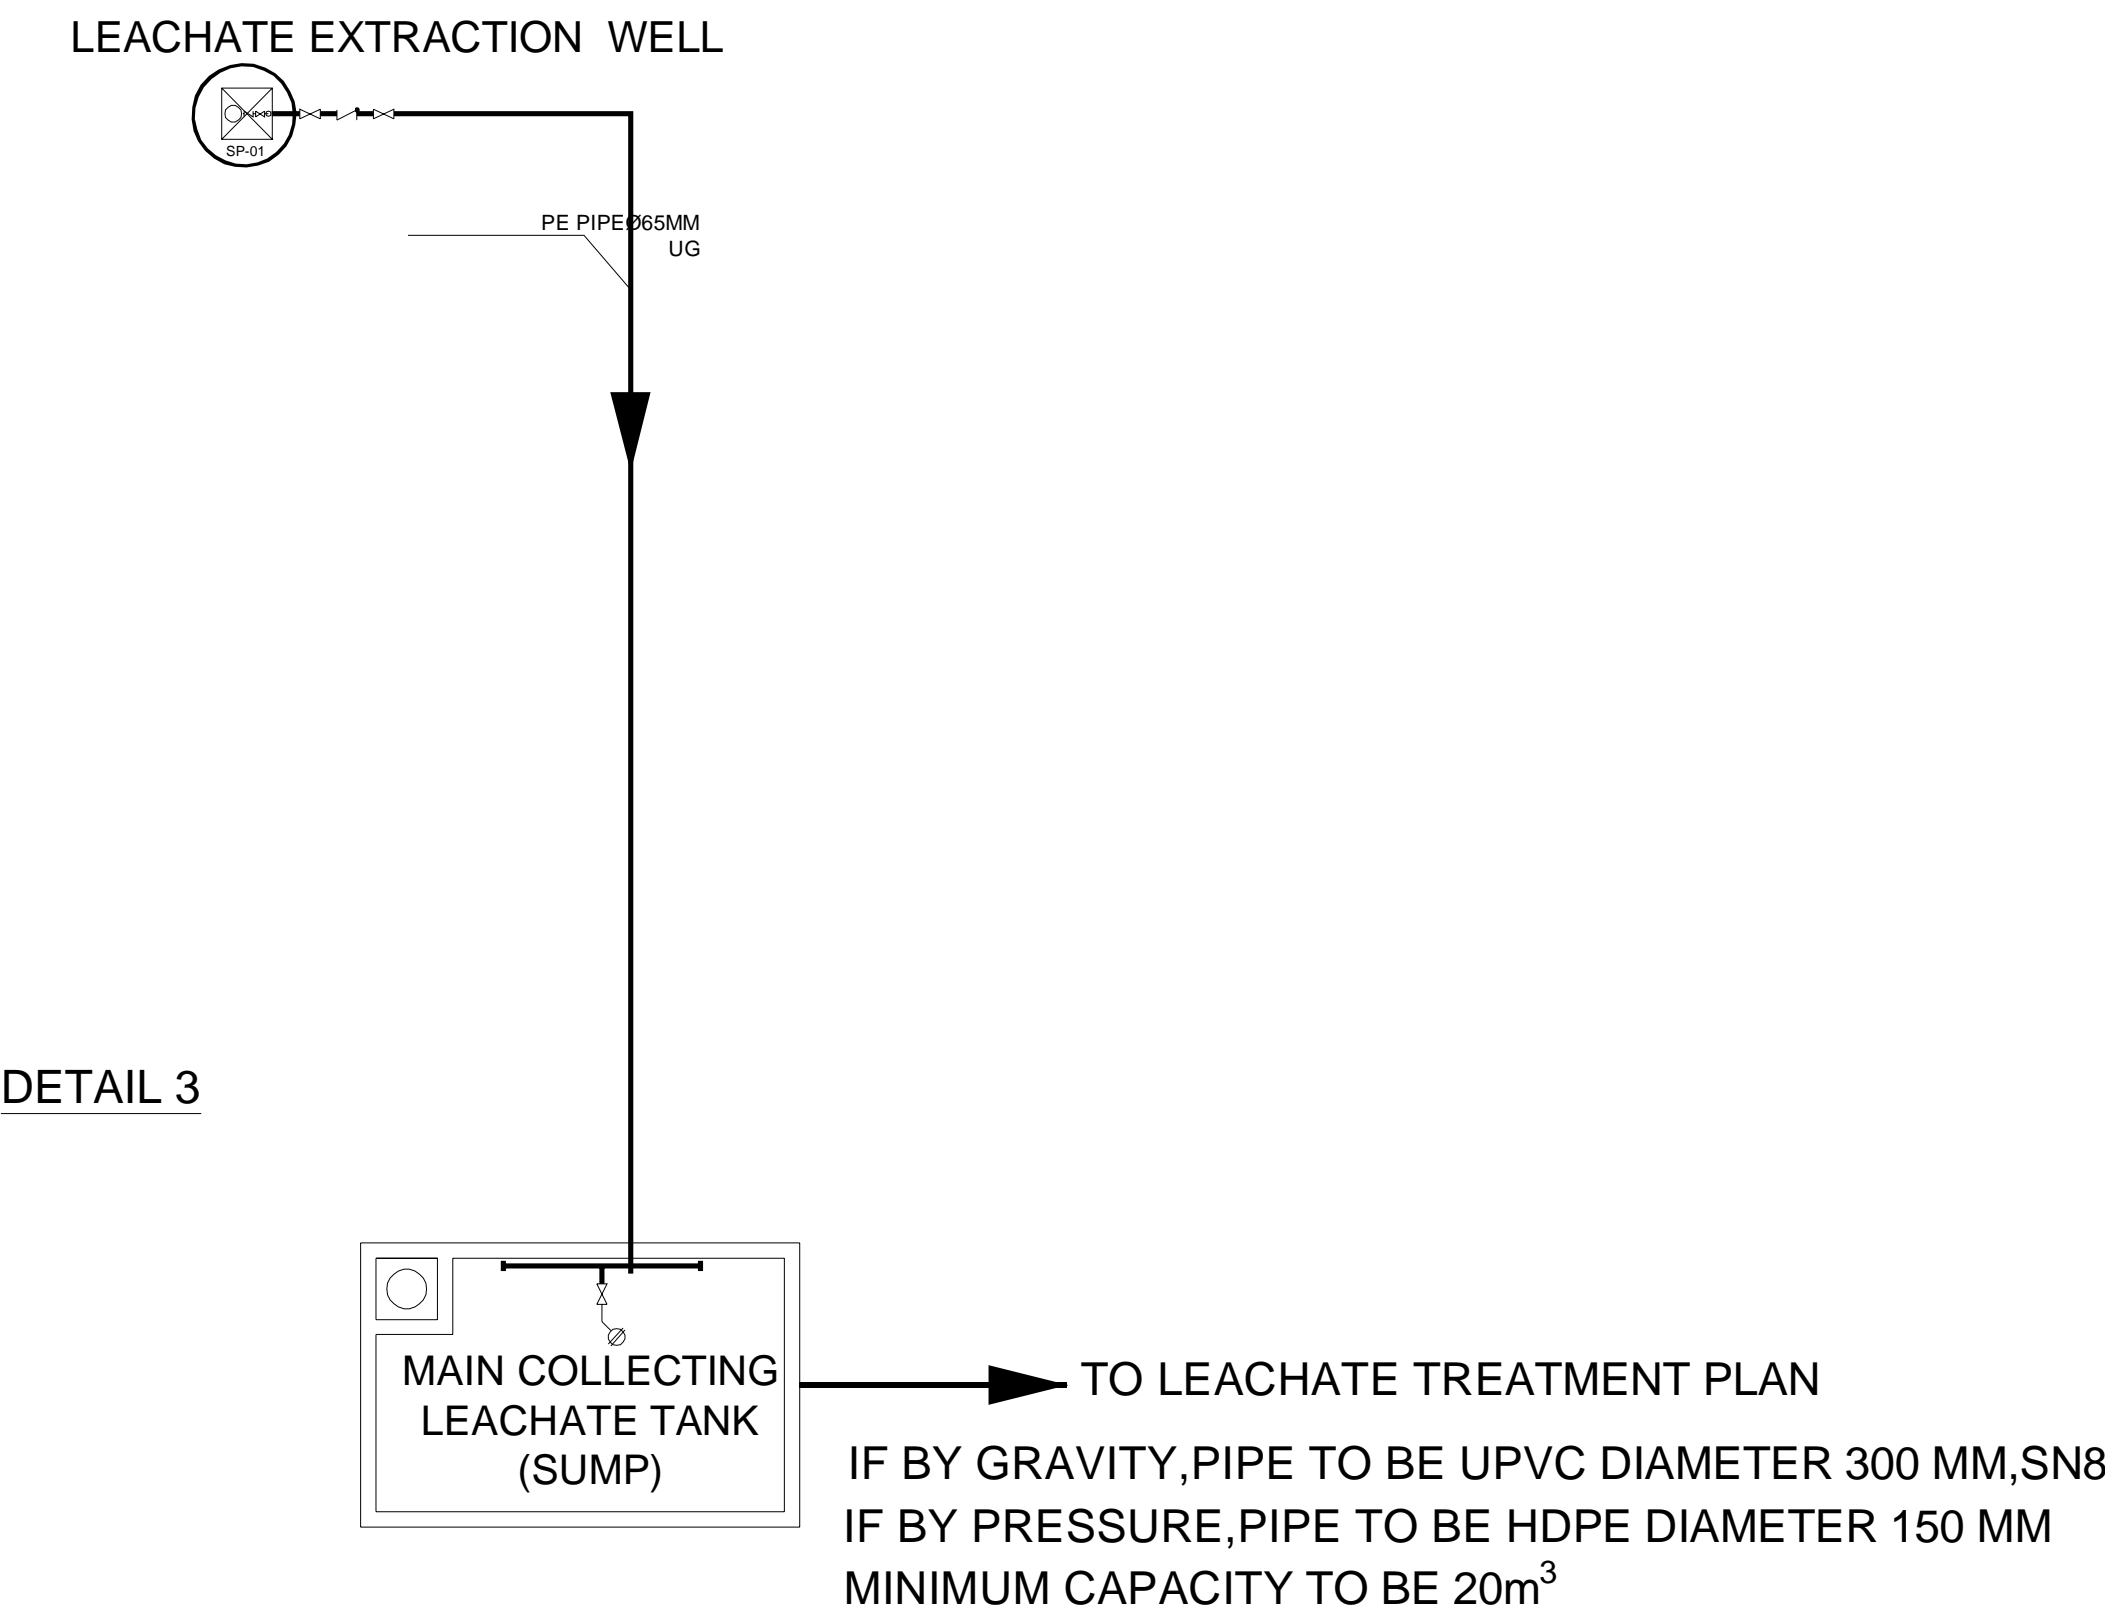 LEACHATE EXTRACTION WELL
SP-01
PE PIPEØ65MM
UG
DETAIL 3
MAIN COLLECTING
LEACHATE TANK
(SUMP)
TO LEACHATE TREATMENT PLAN
IF BY GRAVITY,PIPE TO BE UPVC DIAMETER 300 MM,SN8
IF BY PRESSURE,PIPE TO BE HDPE DIAMETER 150 MM
MINIMUM CAPACITY TO BE 20m³